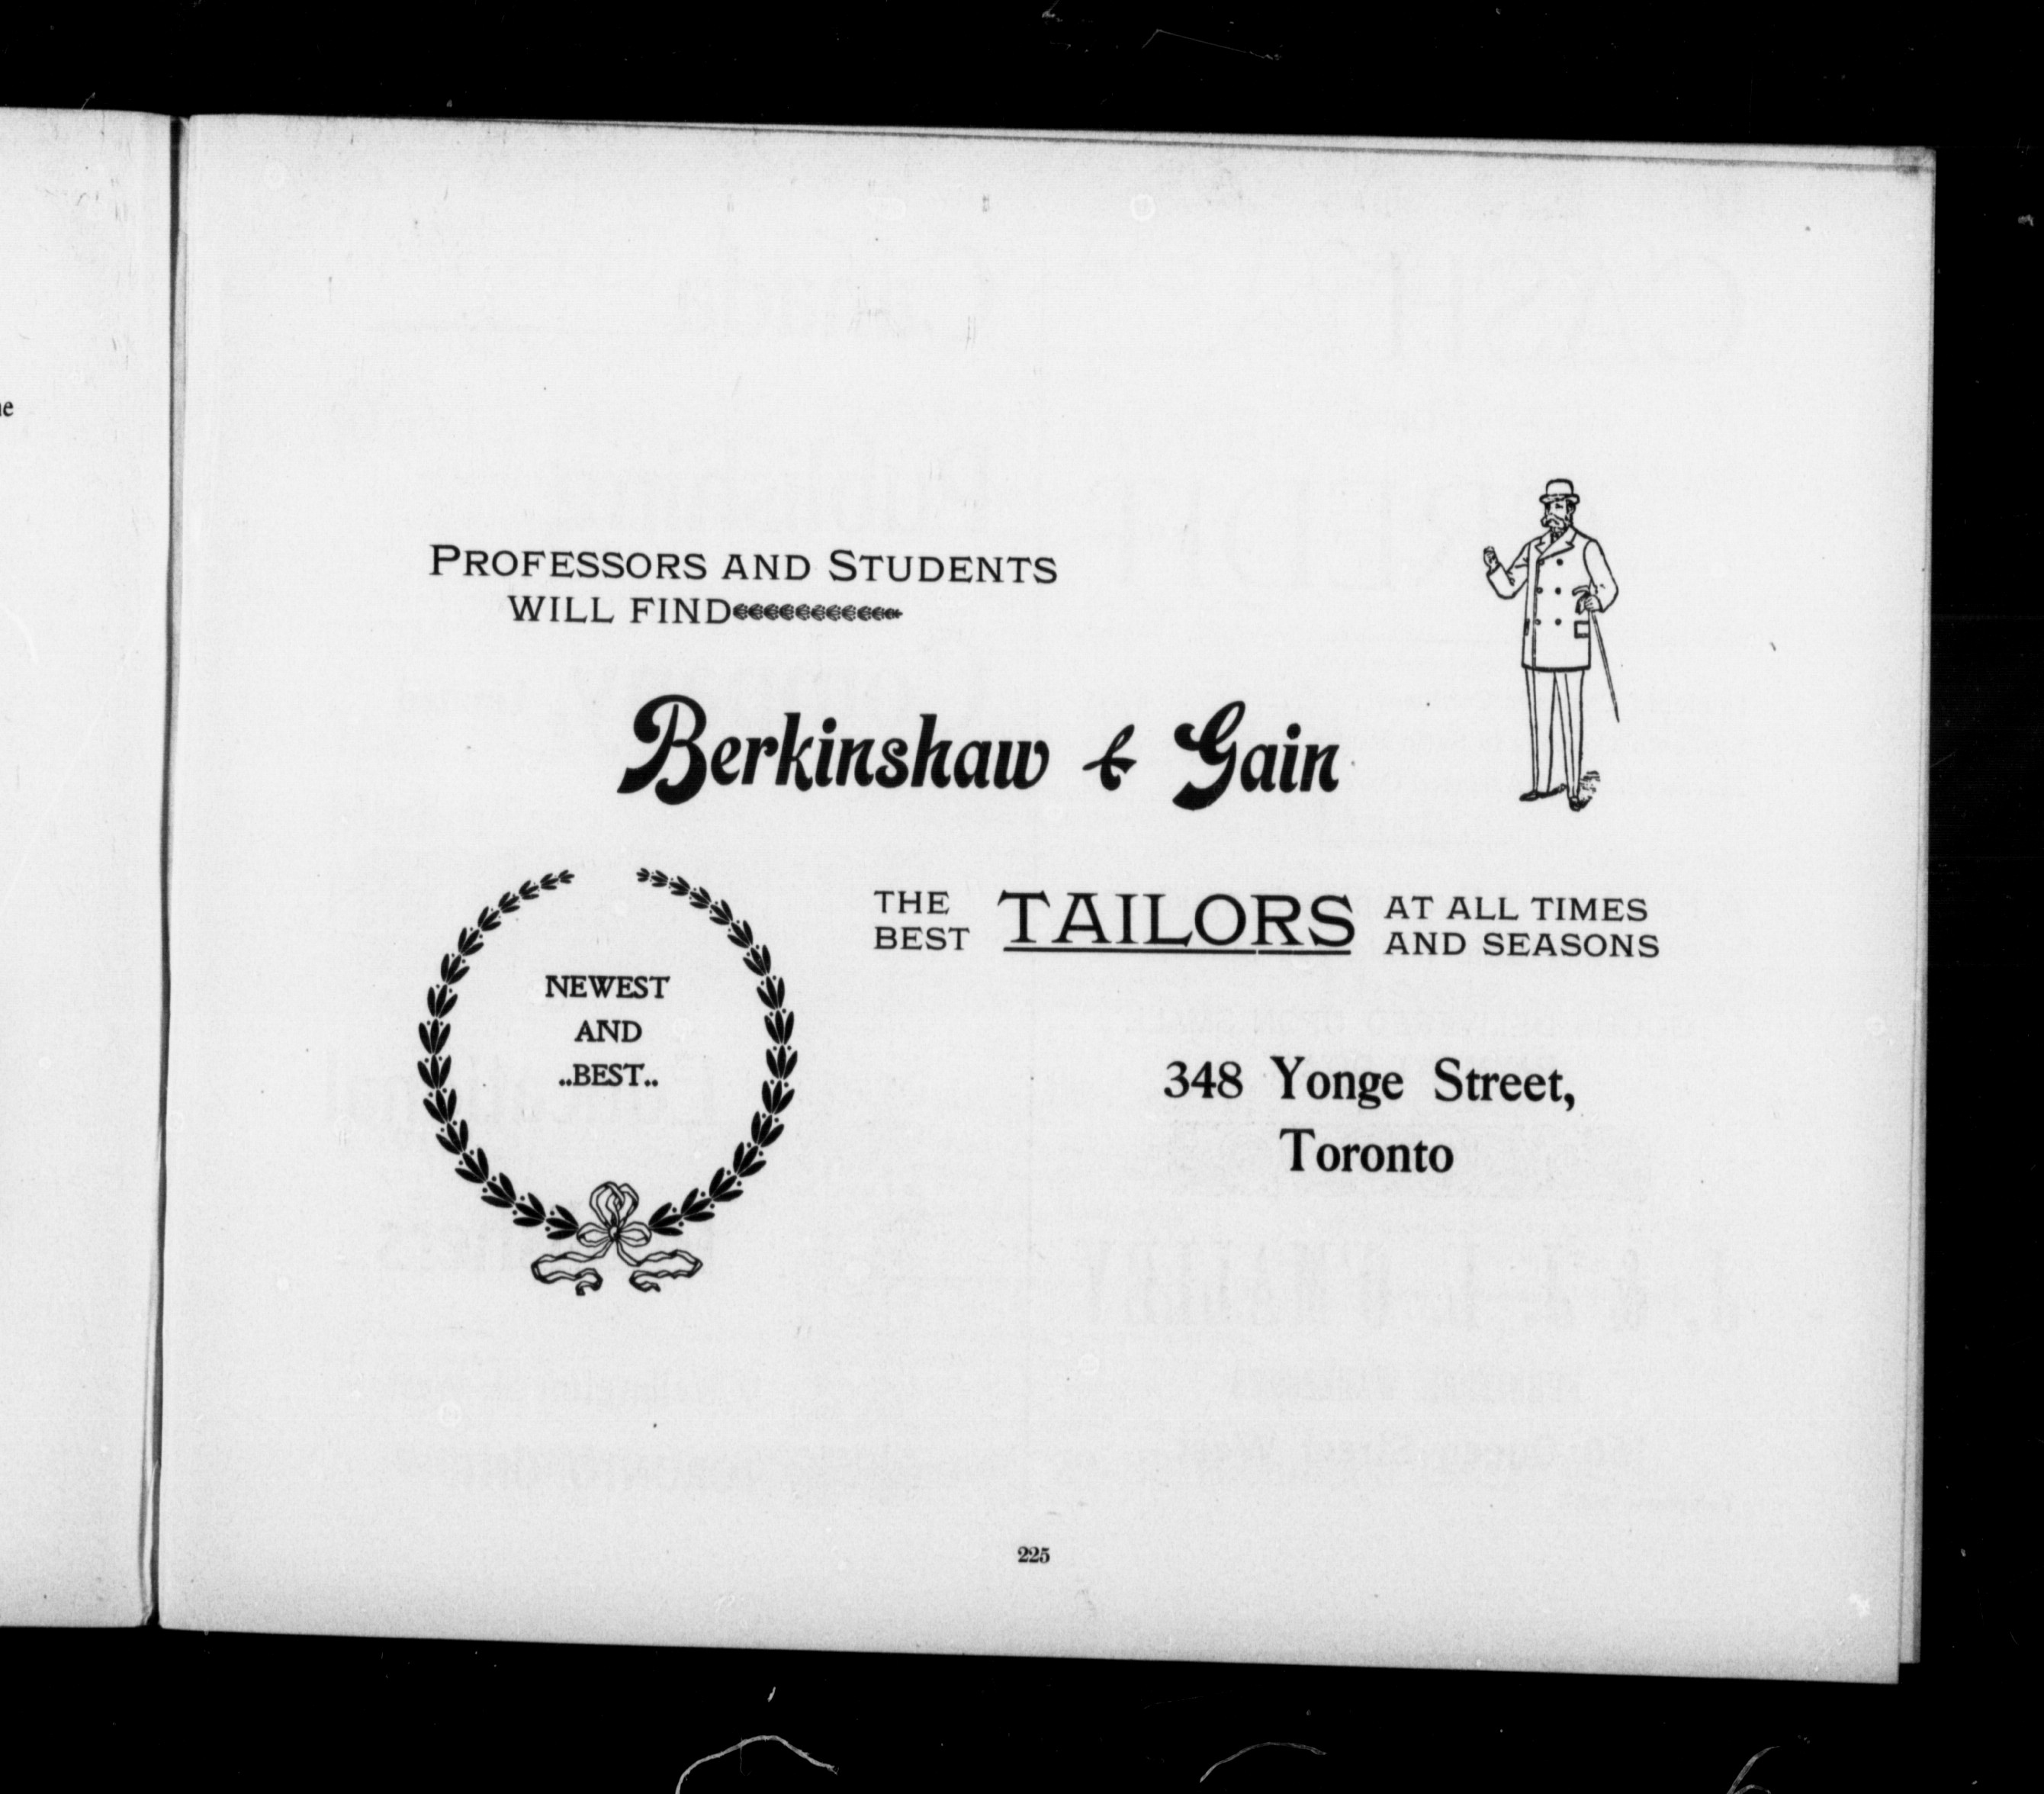 PROFESSORS AND STUDENTS
WILL FIND
Berkinshaw & Gain
THE BEST TAILORS AT ALL TIMES AND SEASONS
NEWEST
AND
..BEST..
348 Yonge Street,
Toronto
225